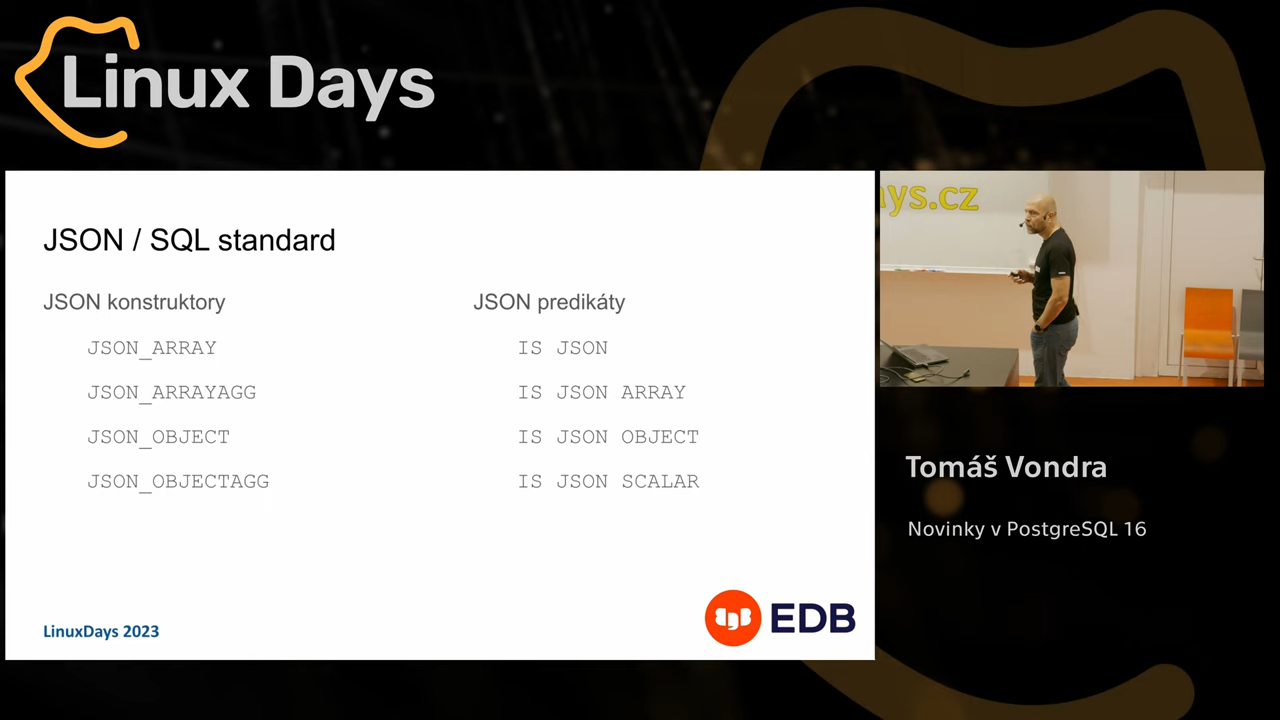 Linux Days
JSON / SQL standard
JSON konstruktory
JSON_ARRAY
JSON_ARRAYAGG
JSON_OBJECT
JSON_OBJECTAGG
JSON predikáty
IS JSON
IS JSON ARRAY
IS JSON OBJECT
IS JSON SCALAR
LinuxDays 2023
EDB
ays.cz
Tomáš Vondra
Novinky v PostgreSQL 16